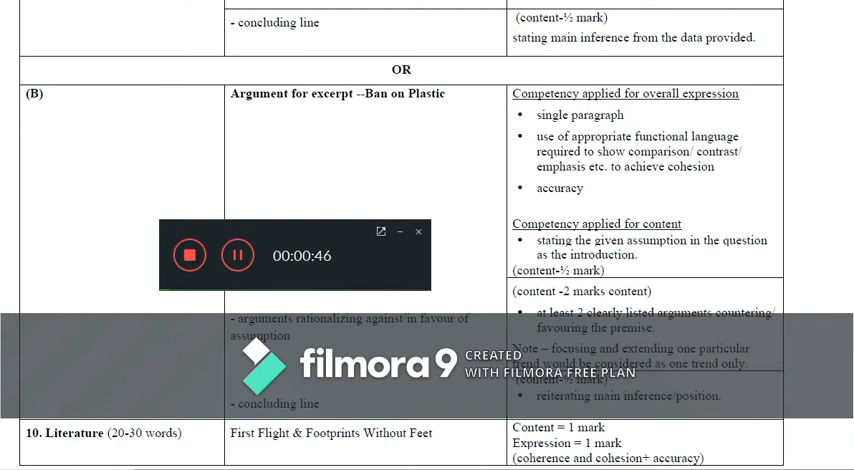 - concluding line
(content-½ mark)
stating main inference from the data provided.
OR
(B)
Argument for excerpt --Ban on Plastic
Competency applied for overall expression
• single paragraph
• use of appropriate functional language
required to show comparison/ contrast/
emphasis etc. to achieve cohesion
• accuracy
Competency applied for content
• stating the given assumption in the question
as the introduction.
(content-½ mark)
00:00:46
(content -2 marks content)
- arguments rationalizing against/in favour of
assumption
• at least 2 clearly listed arguments countering/
favouring the premise.
Note – focusing and extending one particular
trend would be considered as one trend only.
(content-½ mark)
• reiterating main inference/position.
filmora9
CREATED
WITH FILMORA FREE PLAN
- concluding line
10. Literature (20-30 words)
First Flight & Footprints Without Feet
Content = 1 mark
Expression = 1 mark
(coherence and cohesion+ accuracy)